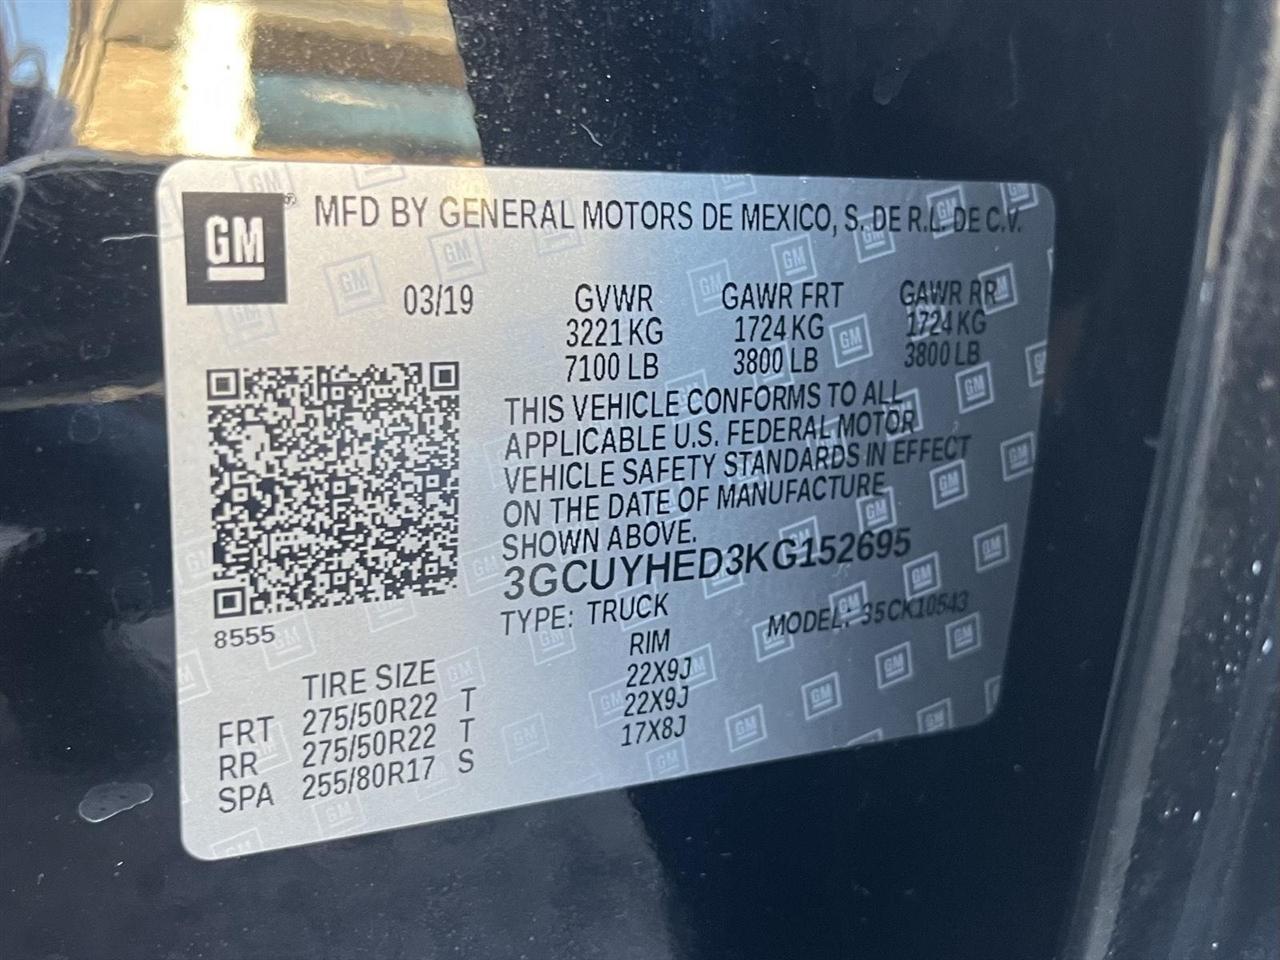 GM
MFD BY GENERAL MOTORS DE MEXICO, S. DE R.L. DE C.V.
03/19 GVWR GAWR FRT GAWR RR
3221 KG 1724 KG 1724 KG
7100 LB 3800 LB 3800 LB
THIS VEHICLE CONFORMS TO ALL
APPLICABLE U.S. FEDERAL MOTOR
VEHICLE SAFETY STANDARDS IN EFFECT
ON THE DATE OF MANUFACTURE
SHOWN ABOVE.
3GCUYHED3KG152695
8555
TYPE: TRUCK MODEL: 35CK10543
TIRE SIZE RIM
FRT 275/50R22 T 22X9J
RR 275/50R22 T 22X9J
SPA 255/80R17 S 17X8J